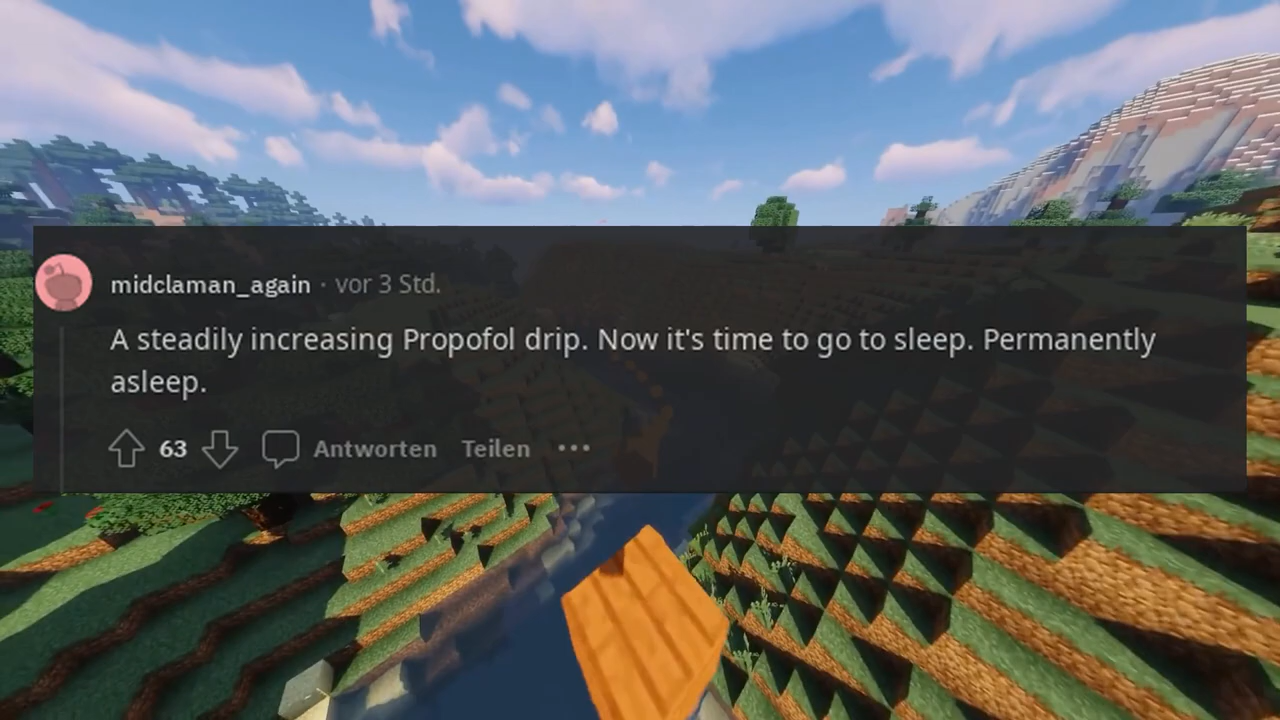 midclaman_again · vor 3 Std.
A steadily increasing Propofol drip. Now it's time to go to sleep. Permanently
asleep.
63 Antworten Teilen ···